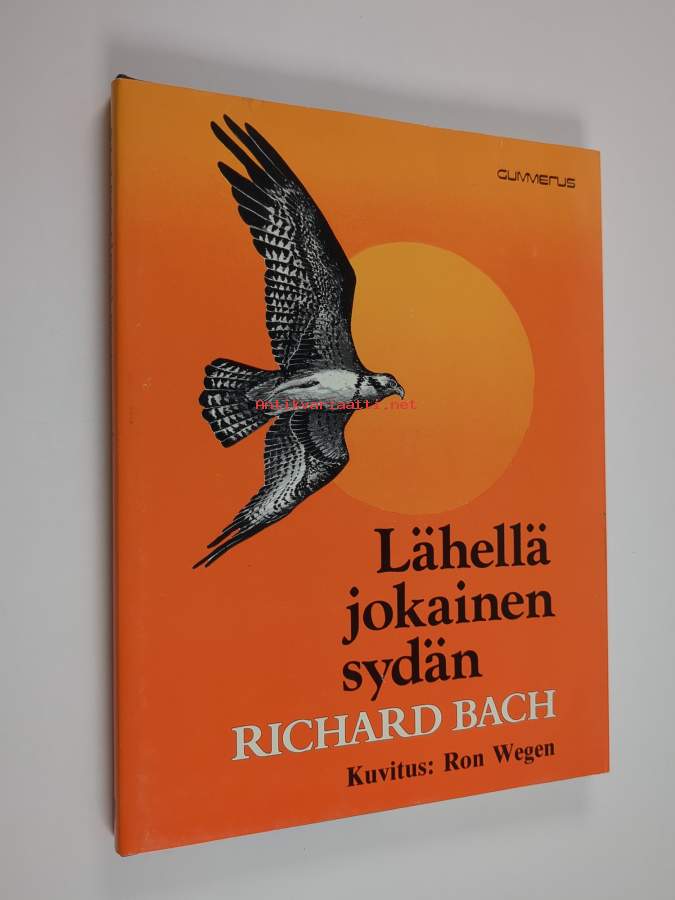 GUMMERUS
Antikvariaatti.net
Lähellä
jokainen
sydän
RICHARD BACH
Kuvitus: Ron Wegen